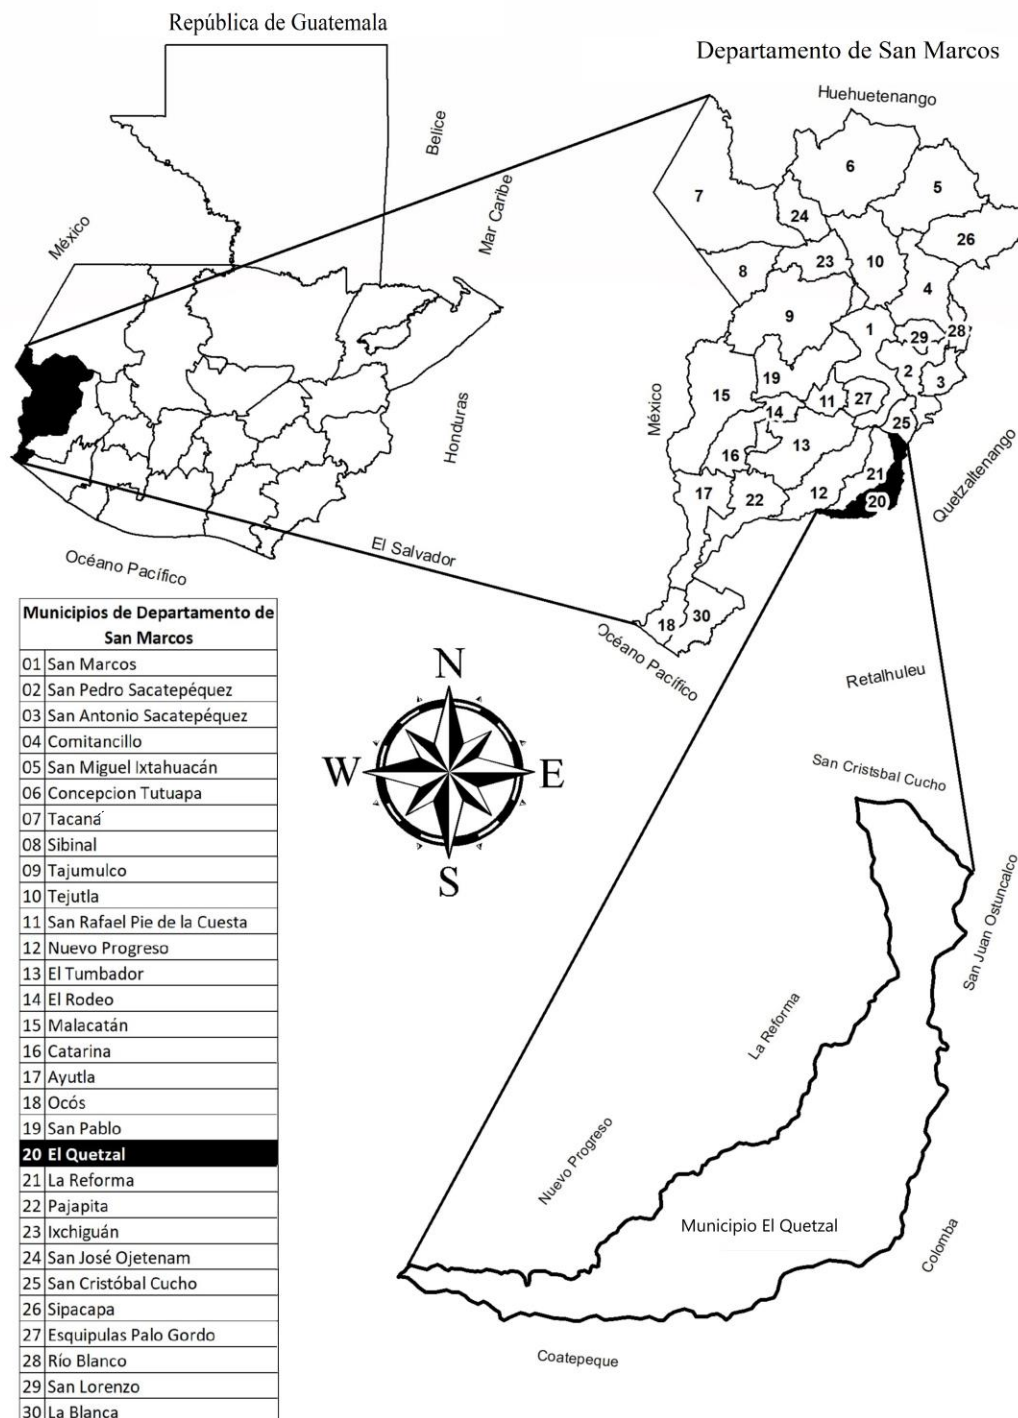 República de Guatemala
Departamento de San Marcos
Huehuetenango
Belice
Mar Caribe
México
Honduras
El Salvador
Océano Pacífico
6
5
7
24
26
23
10
8
4
9
1
28
29
2
3
19
15
11
27
14
25
13
16
21
17
22
12
20
18
30
México
Quetzaltenango
Océano Pacífico
Retalhuleu
Municipios de Departamento de
San Marcos
01 San Marcos
02 San Pedro Sacatepéquez
03 San Antonio Sacatepéquez
04 Comitancillo
05 San Miguel Ixtahuacán
06 Concepcion Tutuapa
07 Tacaná
08 Sibinal
09 Tajumulco
10 Tejutla
11 San Rafael Pie de la Cuesta
12 Nuevo Progreso
13 El Tumbador
14 El Rodeo
15 Malacatán
16 Catarina
17 Ayutla
18 Ocós
19 San Pablo
20 El Quetzal
21 La Reforma
22 Pajapita
23 Ixchiguán
24 San José Ojetenam
25 San Cristóbal Cucho
26 Sipacapa
27 Esquipulas Palo Gordo
28 Río Blanco
29 San Lorenzo
30 La Blanca
N
W
E
S
San Cristsbal Cucho
San Juan Ostuncalco
La Reforma
Nuevo Progreso
Municipio El Quetzal
Colomba
Coatepeque